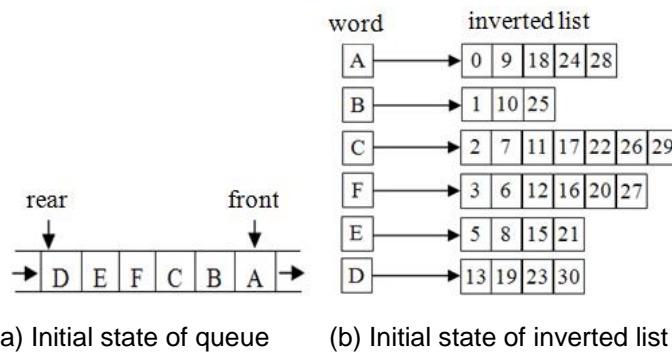 word inverted list
A 0 9 18 24 28
B 1 10 25
C 2 7 11 17 22 26 29
F 3 6 12 16 20 27
E 5 8 15 21
D 13 19 23 30
rear front
D E F C B A
a) Initial state of queue (b) Initial state of inverted list